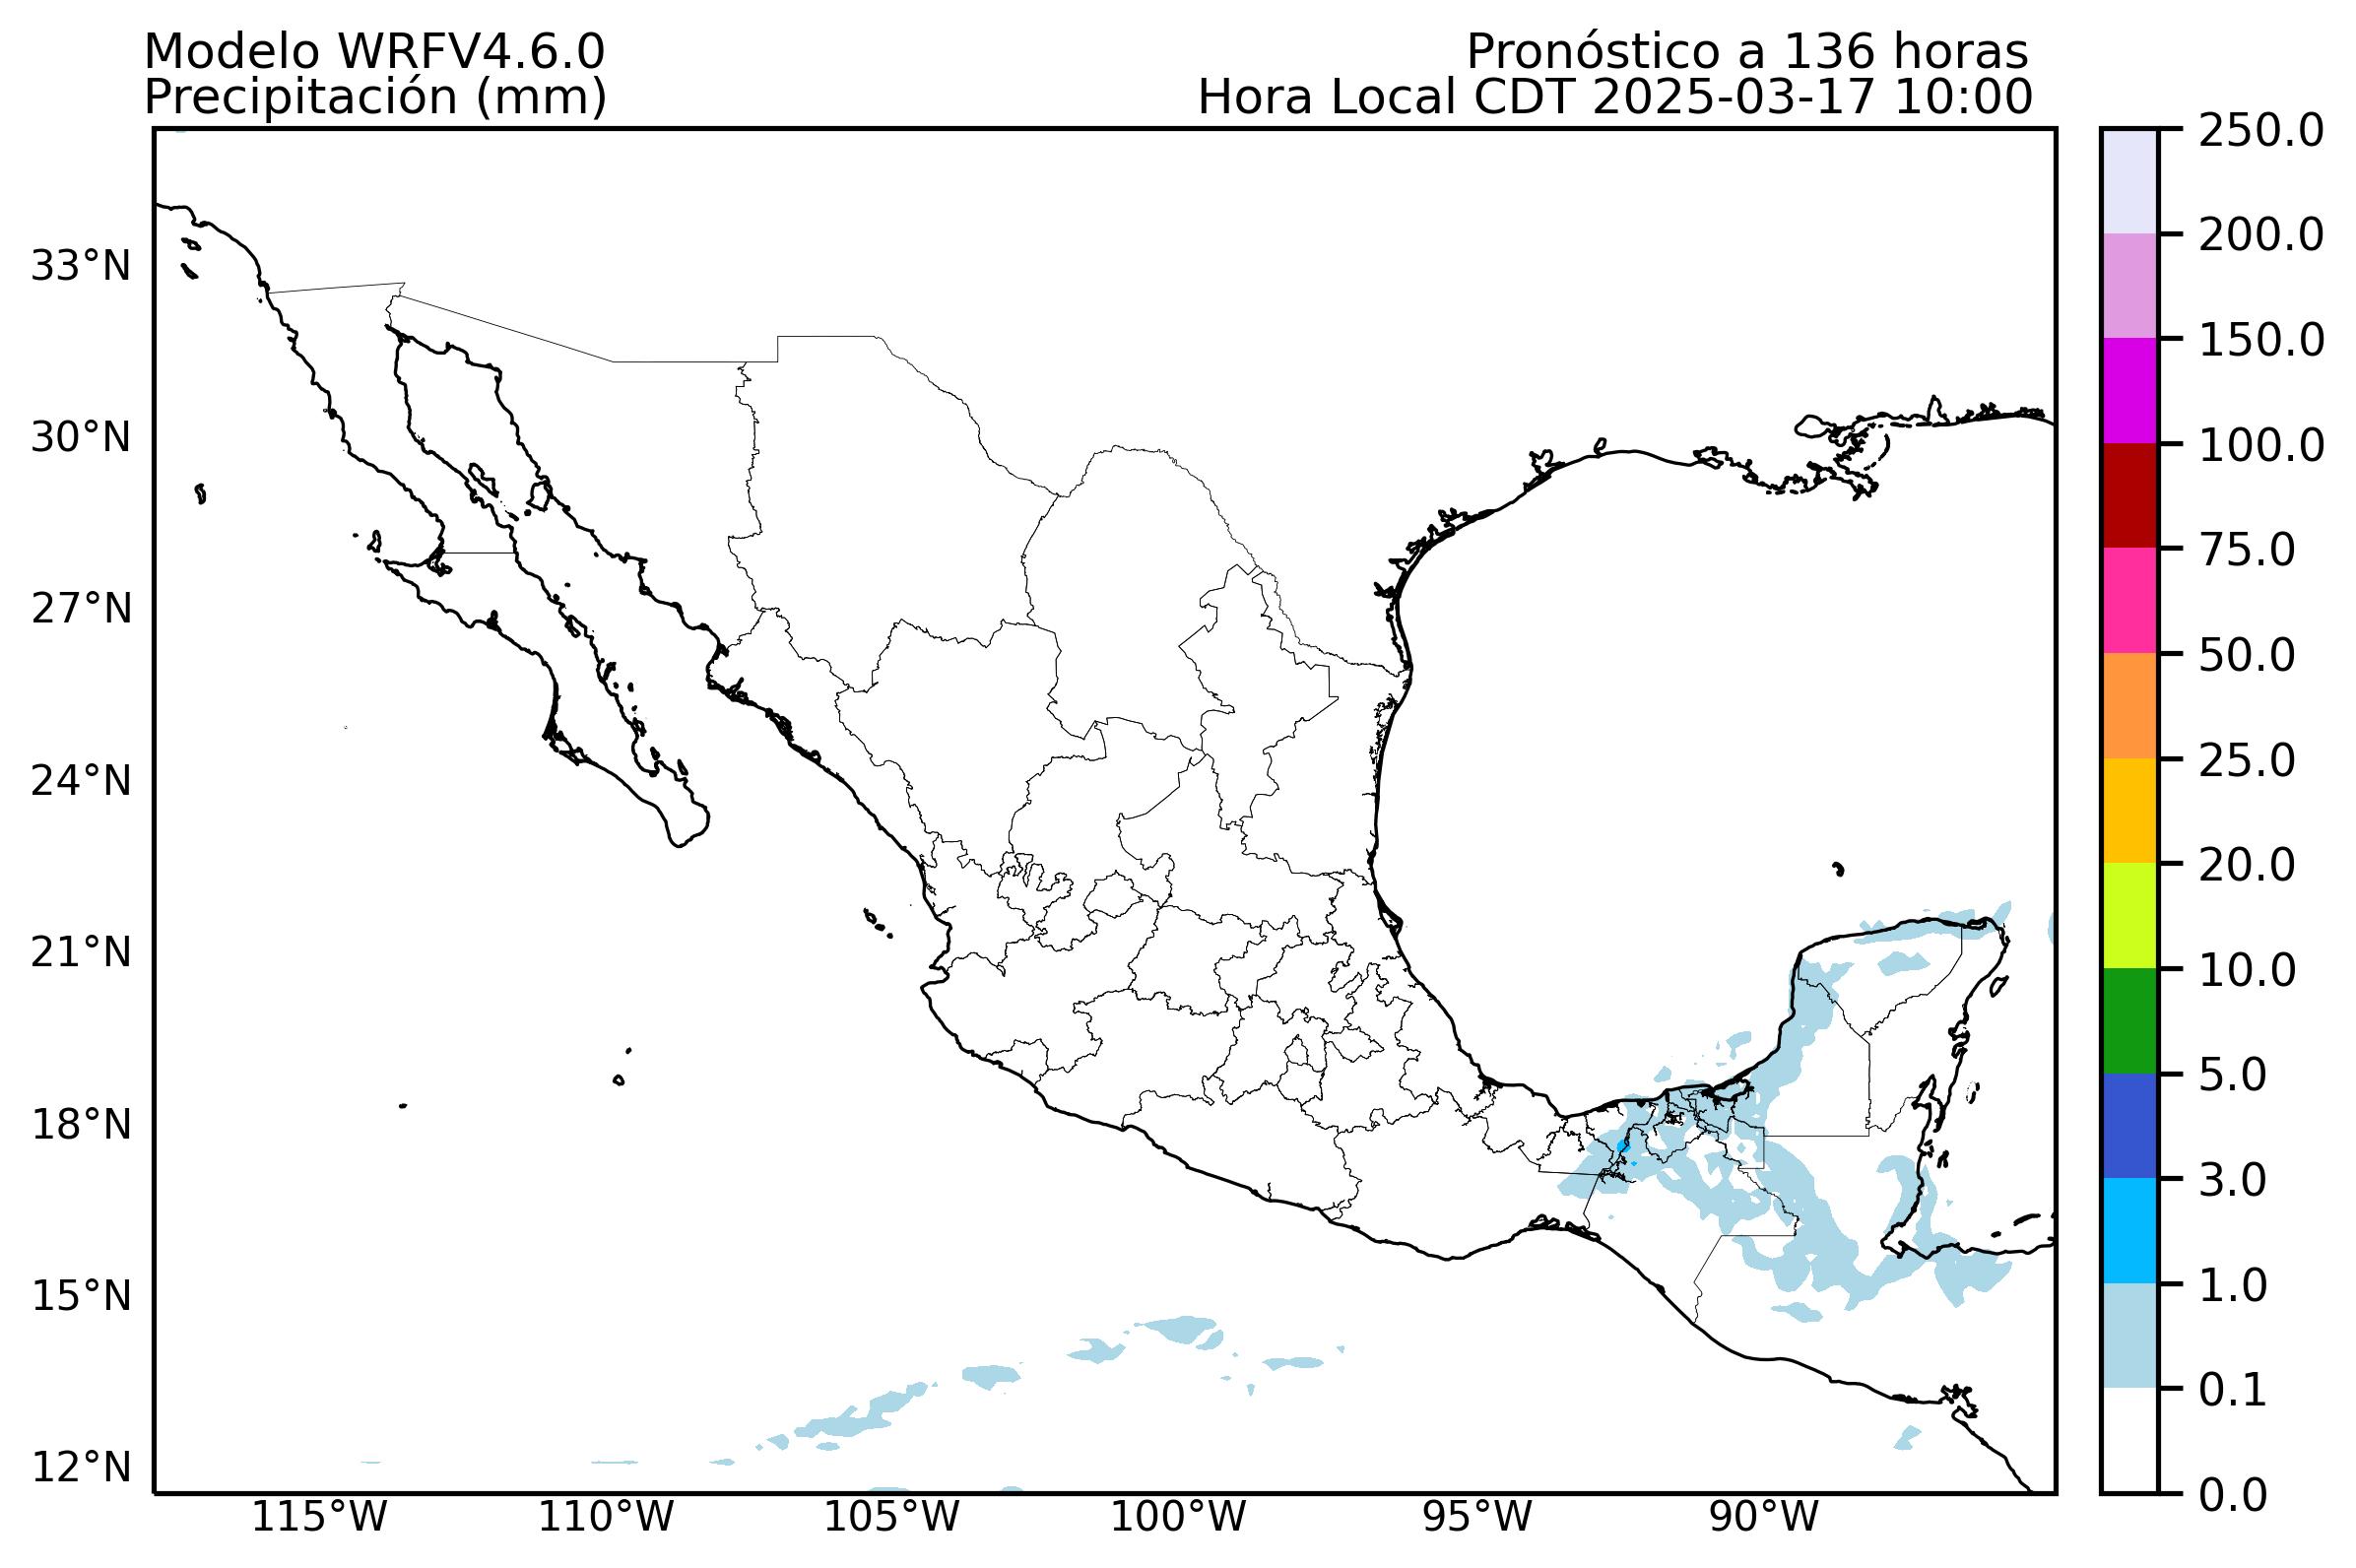 Modelo WRFV4.6.0
Precipitación (mm)
Pronóstico a 136 horas
Hora Local CDT 2025-03-17 10:00
33°N
30°N
27°N
24°N
21°N
18°N
15°N
12°N
115°W
110°W
105°W
100°W
95°W
90°W
250.0
200.0
150.0
100.0
75.0
50.0
25.0
20.0
10.0
5.0
3.0
1.0
0.1
0.0